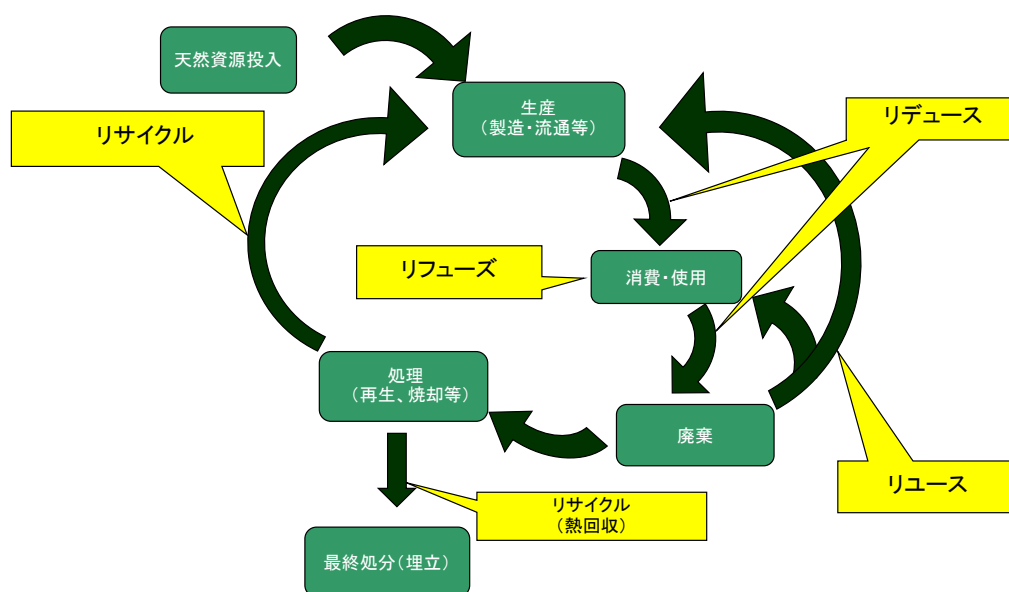 天然資源投入
生産
（製造・流通等）
リデュース
リサイクル
リフューズ
消費・使用
処理
（再生、焼却等）
廃棄
リユース
リサイクル
（熱回収）
最終処分（埋立）